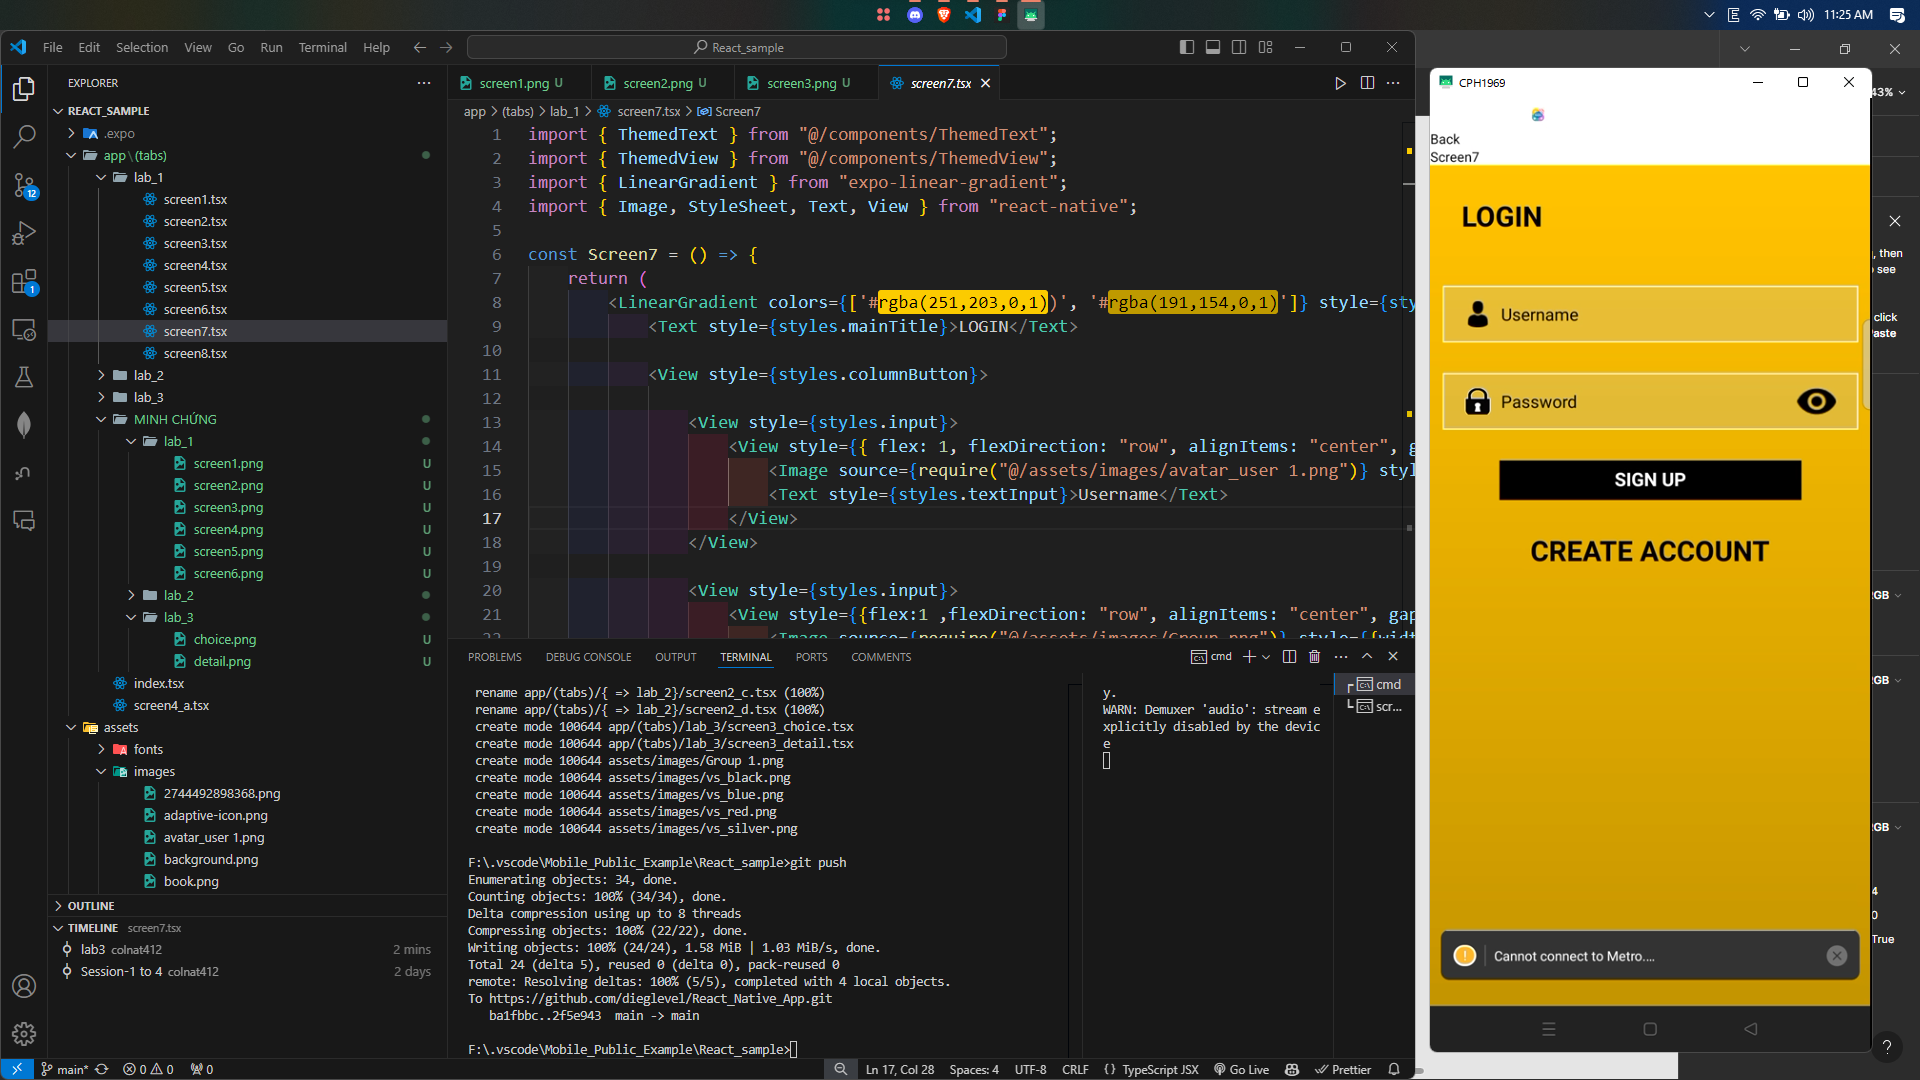 11:25 AM
File Edit Selection View Go Run Terminal Help
React_sample
EXPLORER
REACT_SAMPLE
.expo
app\(tabs)
lab_1
screen1.tsx
screen2.tsx
screen3.tsx
screen4.tsx
screen5.tsx
screen6.tsx
screen7.tsx
screen8.tsx
lab_2
lab_3
MINH CHỨNG
lab_1
screen1.png U
screen2.png U
screen3.png U
screen4.png U
screen5.png U
screen6.png U
lab_2
lab_3
choice.png U
detail.png U
index.tsx
screen4_a.tsx
assets
fonts
images
2744492898368.png
adaptive-icon.png
avatar_user 1.png
background.png
book.png
OUTLINE
TIMELINE screen7.tsx
lab3 colnat412 2 mins
Session-1 to 4 colnat412 2 days
12
1
screen1.png U screen2.png U screen3.png U screen7.tsx
app > (tabs) > lab_1 > screen7.tsx > Screen7
1 import { ThemedText } from "@/components/ThemedText";
2 import { ThemedView } from "@/components/ThemedView";
3 import { LinearGradient } from "expo-linear-gradient";
4 import { Image, StyleSheet, Text, View } from "react-native";
5
6 const Screen7 = () => {
7 return (
8 <LinearGradient colors={['#rgba(251,203,0,1))', '#rgba(191,154,0,1)']} style={sty
9 <Text style={styles.mainTitle}>LOGIN</Text>
10
11 <View style={styles.columnButton}>
12
13 <View style={styles.input}>
14 <View style={{ flex: 1, flexDirection: "row", alignItems: "center", g
15 <Image source={require("@/assets/images/avatar_user 1.png")} styl
16 <Text style={styles.textInput}>Username</Text>
17 </View>
18 </View>
19
20 <View style={styles.input}>
21 <View style={{flex:1 ,flexDirection: "row", alignItems: "center", gap
22 <Image source={require("@/assets/images/Group.png")} style={{widt
PROBLEMS DEBUG CONSOLE OUTPUT TERMINAL PORTS COMMENTS
cmd
rename app/(tabs)/{ => lab_2}/screen2_c.tsx (100%)
rename app/(tabs)/{ => lab_2}/screen2_d.tsx (100%)
create mode 100644 app/(tabs)/lab_3/screen3_choice.tsx
create mode 100644 app/(tabs)/lab_3/screen3_detail.tsx
create mode 100644 assets/images/Group 1.png
create mode 100644 assets/images/vs_black.png
create mode 100644 assets/images/vs_blue.png
create mode 100644 assets/images/vs_red.png
create mode 100644 assets/images/vs_silver.png
F:\.vscode\Mobile_Public_Example\React_sample>git push
Enumerating objects: 34, done.
Counting objects: 100% (34/34), done.
Delta compression using up to 8 threads
Compressing objects: 100% (22/22), done.
Writing objects: 100% (24/24), 1.58 MiB | 1.03 MiB/s, done.
Total 24 (delta 5), reused 0 (delta 0), pack-reused 0
remote: Resolving deltas: 100% (5/5), completed with 4 local objects.
To https://github.com/dieglevel/React_Native_App.git
ba1fbbc..2f5e943 main -> main
F:\.vscode\Mobile_Public_Example\React_sample>
y.
WARN: Demuxer 'audio': stream e
xplicitly disabled by the devic
e
cmd
scr...
main* 0 0 0
Ln 17, Col 28 Spaces: 4 UTF-8 CRLF {} TypeScript JSX Go Live Prettier
CPH1969
Back
Screen7
LOGIN
Username
Password
SIGN UP
CREATE ACCOUNT
Cannot connect to Metro....
43%
, then
see
click
aste
GB
GB
GB
4
0
True
?